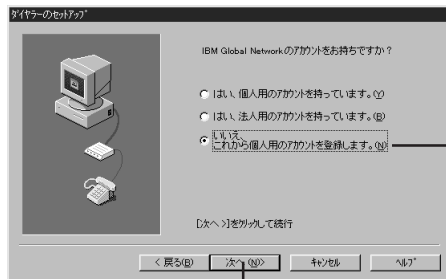 ダイヤラーのセットアップ
IBM Global Networkのアカウントをお持ちですか?
はい、個人用のアカウントを持っています。(Y)
はい、法人用のアカウントを持っています。(B)
いいえ、
これから個人用のアカウントを登録します。(N)
[次へ >]をクリックして続行
< 戻る(B)
次へ(N)>
キャンセル
ヘルプ